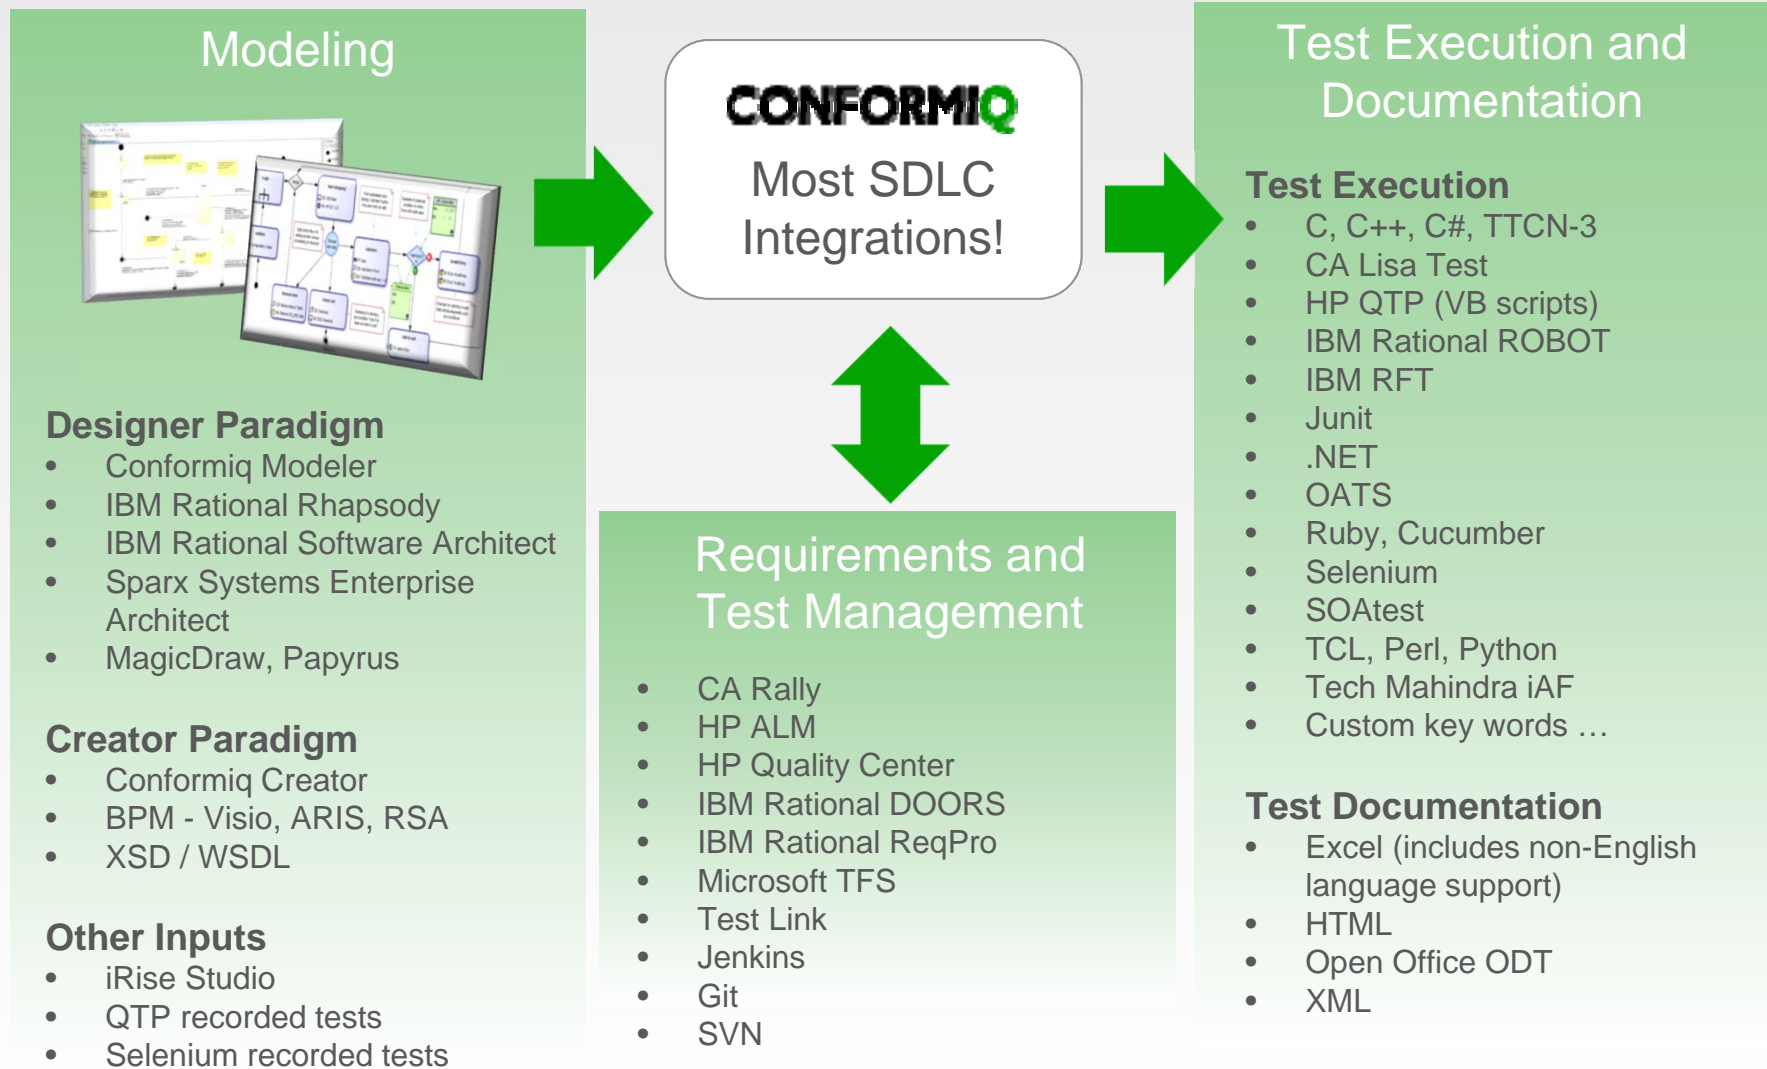 Modeling
Designer Paradigm
• Conformiq Modeler
• IBM Rational Rhapsody
• IBM Rational Software Architect
• Sparx Systems Enterprise
Architect
• MagicDraw, Papyrus
Creator Paradigm
• Conformiq Creator
• BPM - Visio, ARIS, RSA
• XSD / WSDL
Other Inputs
• iRise Studio
• QTP recorded tests
• Selenium recorded tests
CONFORMIQ
Most SDLC
Integrations!
Requirements and
Test Management
• CA Rally
• HP ALM
• HP Quality Center
• IBM Rational DOORS
• IBM Rational ReqPro
• Microsoft TFS
• Test Link
• Jenkins
• Git
• SVN
Test Execution and
Documentation
Test Execution
• C, C++, C#, TTCN-3
• CA Lisa Test
• HP QTP (VB scripts)
• IBM Rational ROBOT
• IBM RFT
• Junit
• .NET
• OATS
• Ruby, Cucumber
• Selenium
• SOAtest
• TCL, Perl, Python
• Tech Mahindra iAF
• Custom key words …
Test Documentation
• Excel (includes non-English
language support)
• HTML
• Open Office ODT
• XML